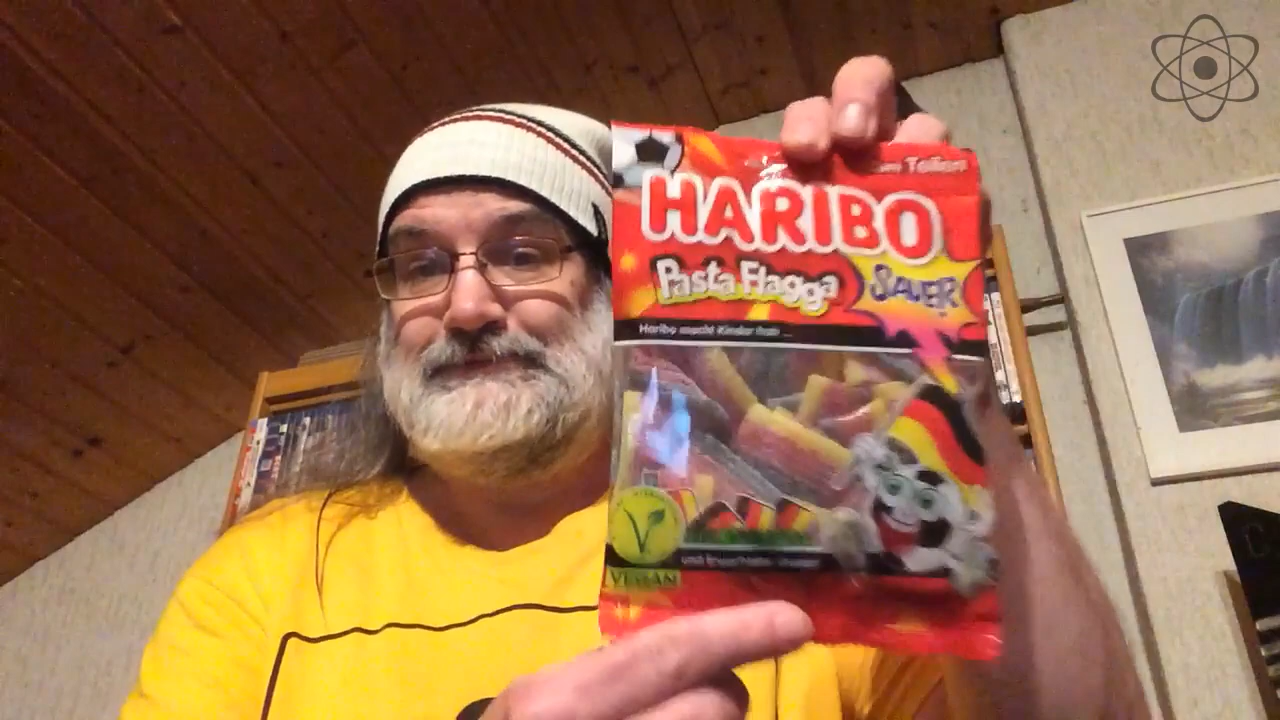 zum Teilen
HARIBO
Pasta Flagga
SAUER
Haribo macht Kinder froh ...
VEGAN